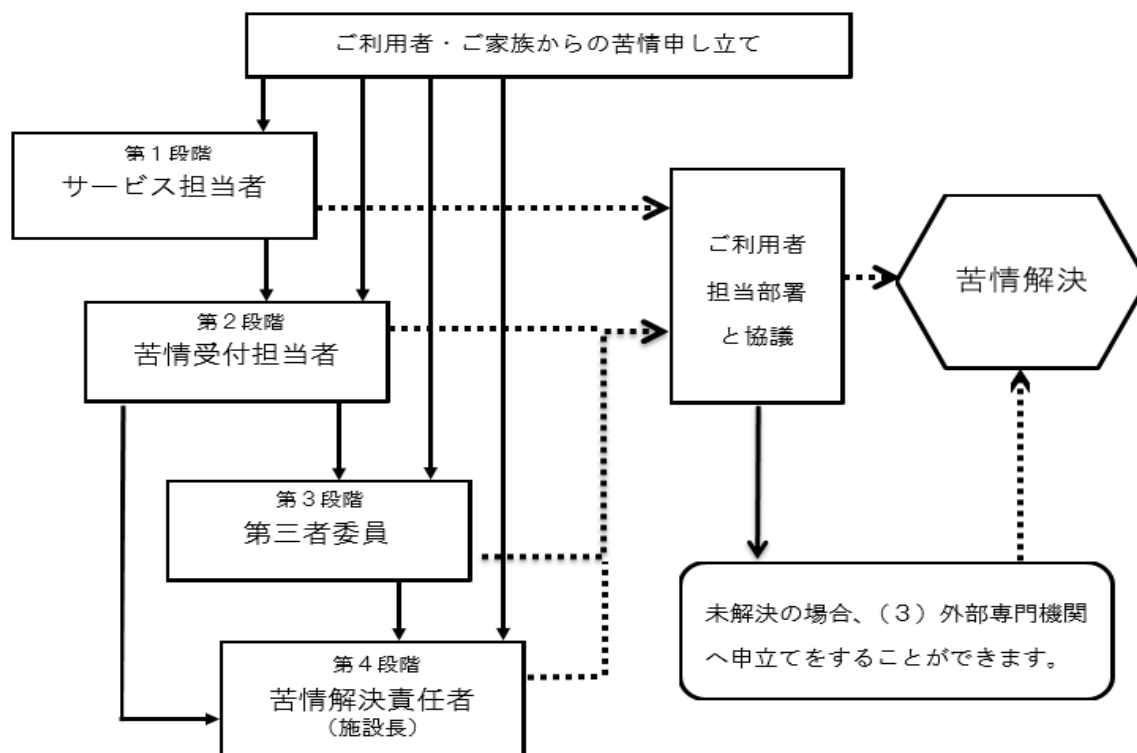 ご利用者・ご家族からの苦情申し立て
第１段階
サービス担当者
第２段階
苦情受付担当者
第３段階
第三者委員
第４段階
苦情解決責任者
（施設長）
ご利用者
担当部署
と協議
苦情解決
未解決の場合、（３）外部専門機関
へ申立てをすることができます。